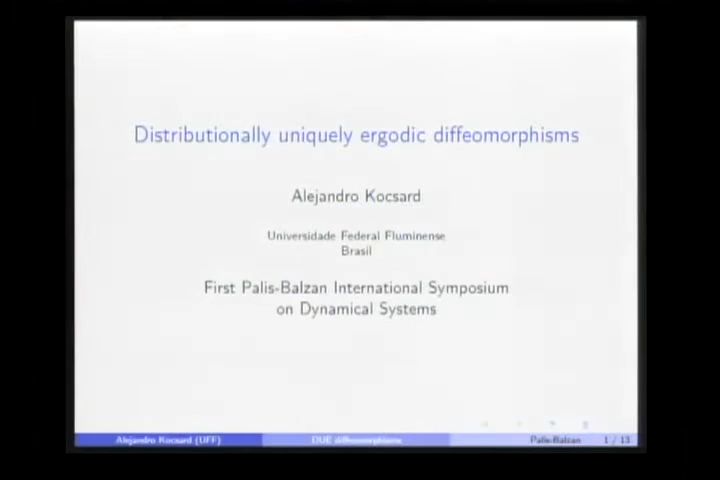 Distributionally uniquely ergodic diffeomorphisms
Alejandro Kocsard
Universidade Federal Fluminense
Brasil
First Palis-Balzan International Symposium
on Dynamical Systems
Alejandro Kocsard (UFF)
DUE diffeomorphisms
Palis-Balzan
1 / 13